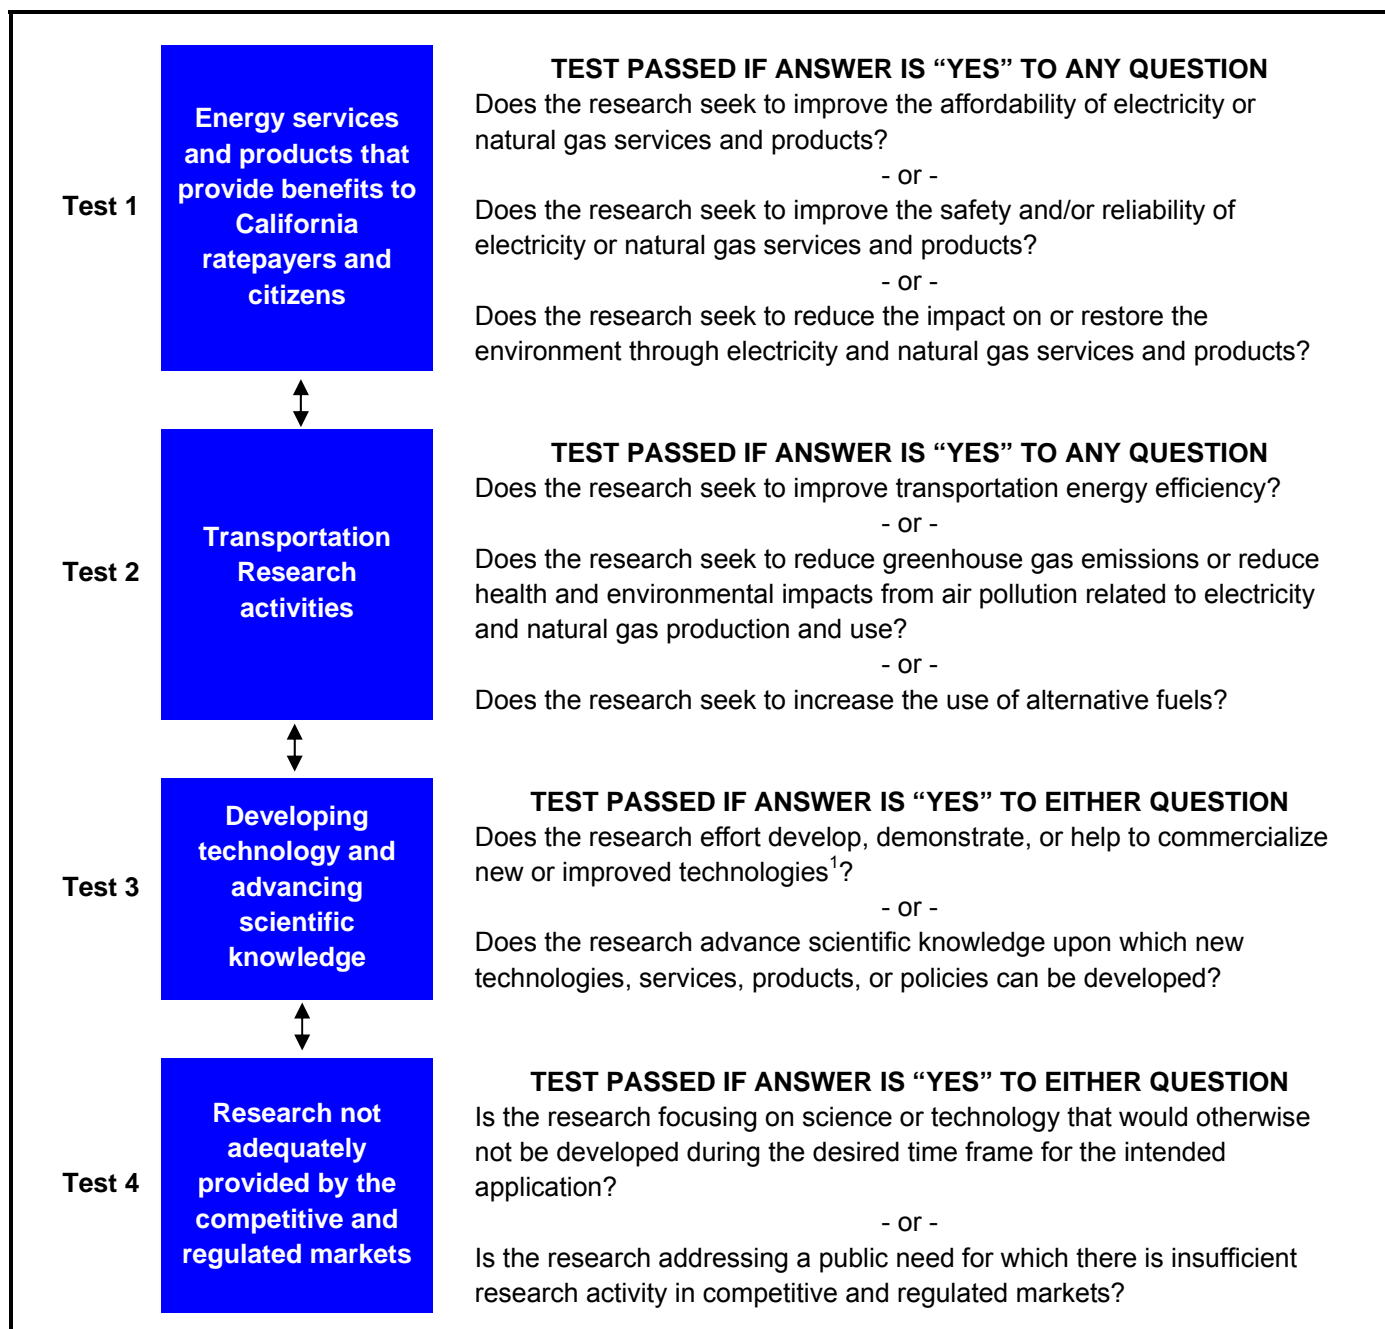 TEST PASSED IF ANSWER IS “YES” TO ANY QUESTION
Test 1
Energy services
and products that
provide benefits to
California
ratepayers and
citizens
Does the research seek to improve the affordability of electricity or
natural gas services and products?
- or -
Does the research seek to improve the safety and/or reliability of
electricity or natural gas services and products?
- or -
Does the research seek to reduce the impact on or restore the
environment through electricity and natural gas services and products?
Test 2
Transportation
Research
activities
TEST PASSED IF ANSWER IS “YES” TO ANY QUESTION
Does the research seek to improve transportation energy efficiency?
- or -
Does the research seek to reduce greenhouse gas emissions or reduce
health and environmental impacts from air pollution related to electricity
and natural gas production and use?
- or -
Does the research seek to increase the use of alternative fuels?
Test 3
Developing
technology and
advancing
scientific
knowledge
TEST PASSED IF ANSWER IS “YES” TO EITHER QUESTION
Does the research effort develop, demonstrate, or help to commercialize
new or improved technologies¹?
- or -
Does the research advance scientific knowledge upon which new
technologies, services, products, or policies can be developed?
Test 4
Research not
adequately
provided by the
competitive and
regulated markets
TEST PASSED IF ANSWER IS “YES” TO EITHER QUESTION
Is the research focusing on science or technology that would otherwise
not be developed during the desired time frame for the intended
application?
- or -
Is the research addressing a public need for which there is insufficient
research activity in competitive and regulated markets?